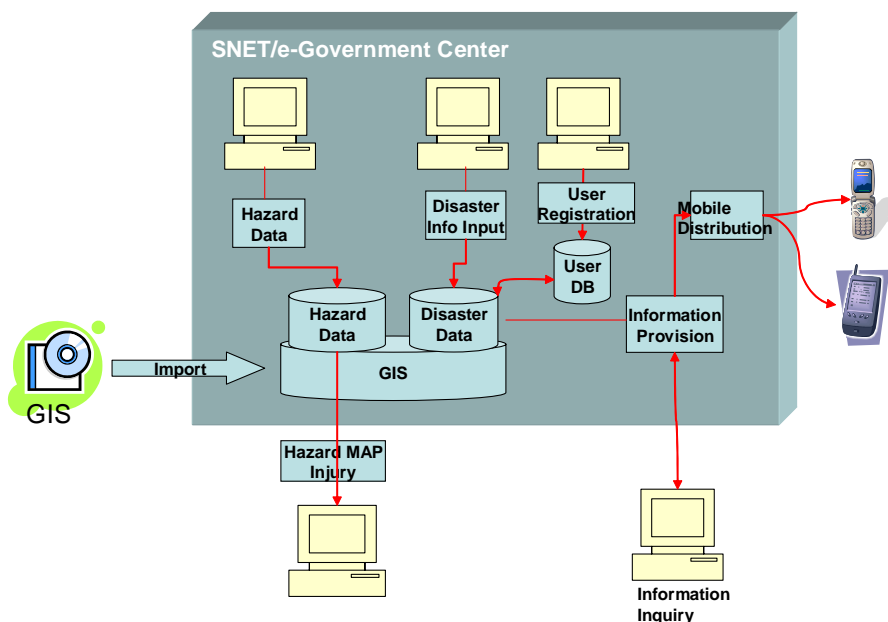 SNET/e-Government Center
Hazard
Data
Disaster
Info Input
User
Registration
Mobile
Distribution
User
DB
Hazard
Data
Disaster
Data
Information
Provision
Import
GIS
GIS
Hazard MAP
Injury
Information
Inquiry